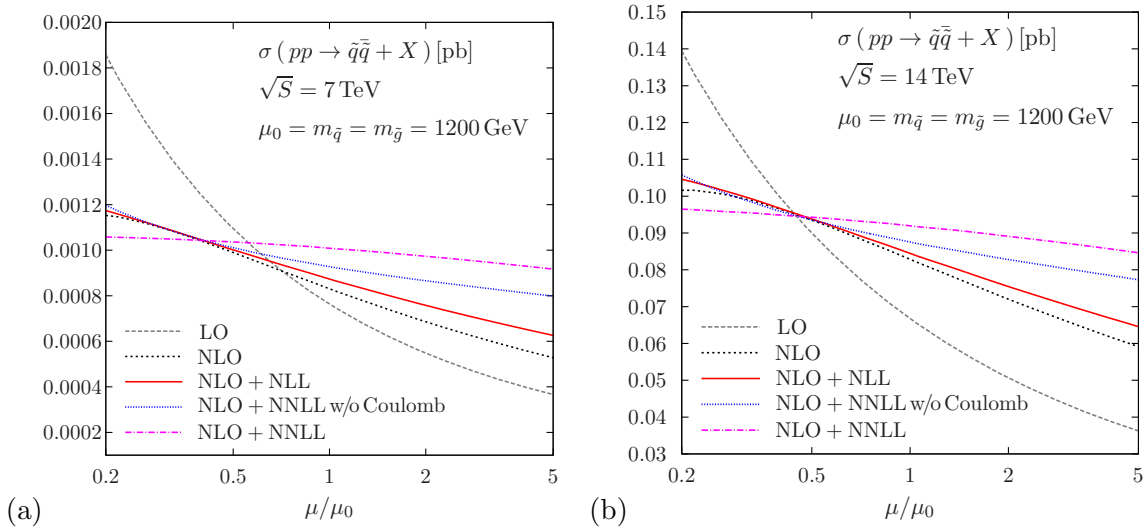 0.0020
0.0018
0.0016
0.0014
0.0012
0.0010
0.0008
0.0006
0.0004
0.0002
σ ( pp → q̃q̃̄ + X ) [pb]
√S = 7 TeV
μ₀ = m_q̃ = m_g̃ = 1200 GeV
LO
NLO
NLO + NLL
NLO + NNLL w/o Coulomb
NLO + NNLL
0.2 0.5 1 2 5
μ/μ₀
(a)
0.15
0.14
0.13
0.12
0.11
0.10
0.09
0.08
0.07
0.06
0.05
0.04
0.03
σ ( pp → q̃q̃̄ + X ) [pb]
√S = 14 TeV
μ₀ = m_q̃ = m_g̃ = 1200 GeV
LO
NLO
NLO + NLL
NLO + NNLL w/o Coulomb
NLO + NNLL
0.2 0.5 1 2 5
μ/μ₀
(b)